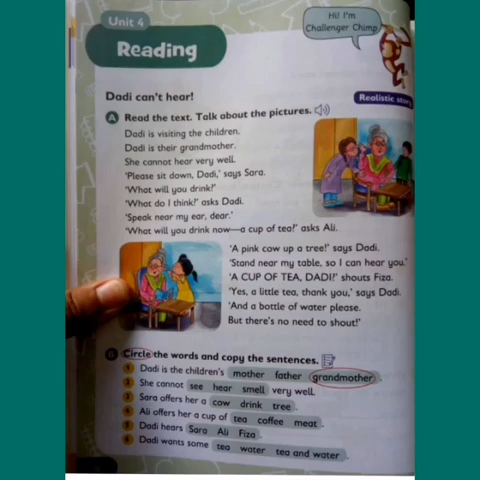 Unit 4
Reading
Hi! I'm
Challenger Chimp
Dadi can't hear!
Realistic story
A Read the text. Talk about the pictures.
Dadi is visiting the children.
Dadi is their grandmother.
She cannot hear very well.
'Please sit down, Dadi,' says Sara.
'What will you drink?'
'What do I think?' asks Dadi.
'Speak near my ear, dear.'
'What will you drink now—a cup of tea?' asks Ali.
'A pink cow up a tree!' says Dadi.
'Stand near my table, so I can hear you.'
'A CUP OF TEA, DADI?' shouts Fiza.
'Yes, a little tea, thank you,' says Dadi.
'And a bottle of water please.
But there's no need to shout!'
Circle the words and copy the sentences.
1 Dadi is the children's mother father grandmother.
2 She cannot see hear smell very well.
3 Sara offers her a cow drink tree.
4 Ali offers her a cup of tea coffee meat.
5 Dadi hears Sara Ali Fiza.
6 Dadi wants some tea water tea and water.